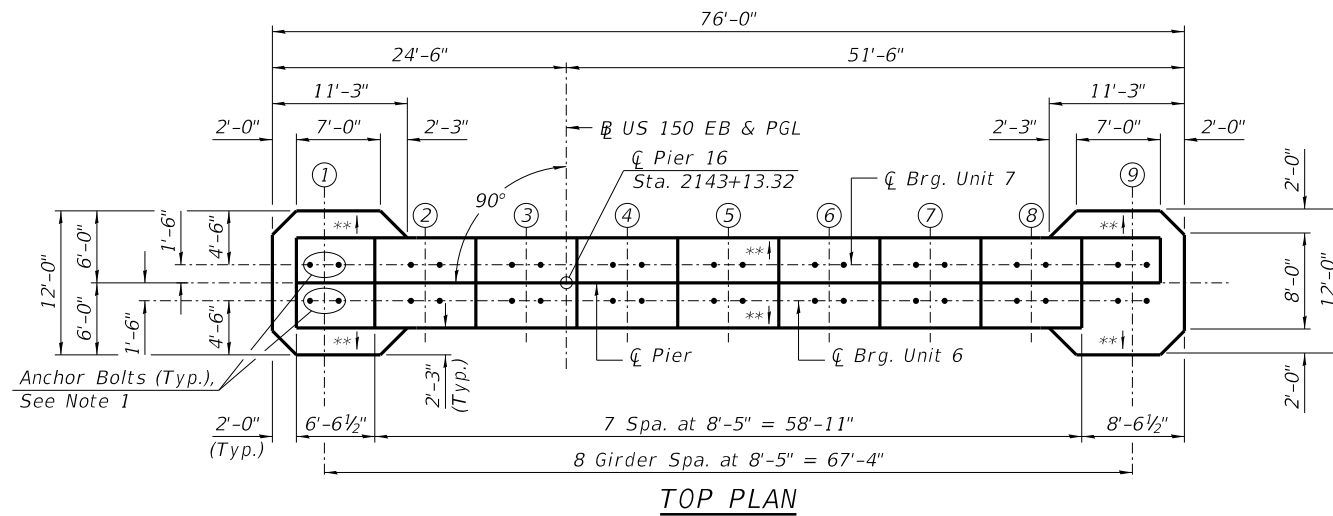 76'-0"
24'-6" 51'-6"
11'-3" 11'-3"
2'-0" 7'-0" 2'-3" 2'-3" 7'-0" 2'-0"
℄ US 150 EB & PGL
℄ Pier 16
Sta. 2143+13.32
℄ Brg. Unit 7
90°
1 2 3 4 5 6 7 8 9
** ** **
** ** **
12'-0"
6'-0"
6'-0"
1'-6"
1'-6"
4'-6"
4'-6"
2'-0"
8'-0"
12'-0"
2'-0"
2'-3"
(Typ.)
℄ Pier
℄ Brg. Unit 6
Anchor Bolts (Typ.),
See Note 1
2'-0" 6'-6½" 7 Spa. at 8'-5" = 58'-11" 8'-6½"
(Typ.)
8 Girder Spa. at 8'-5" = 67'-4"
TOP PLAN